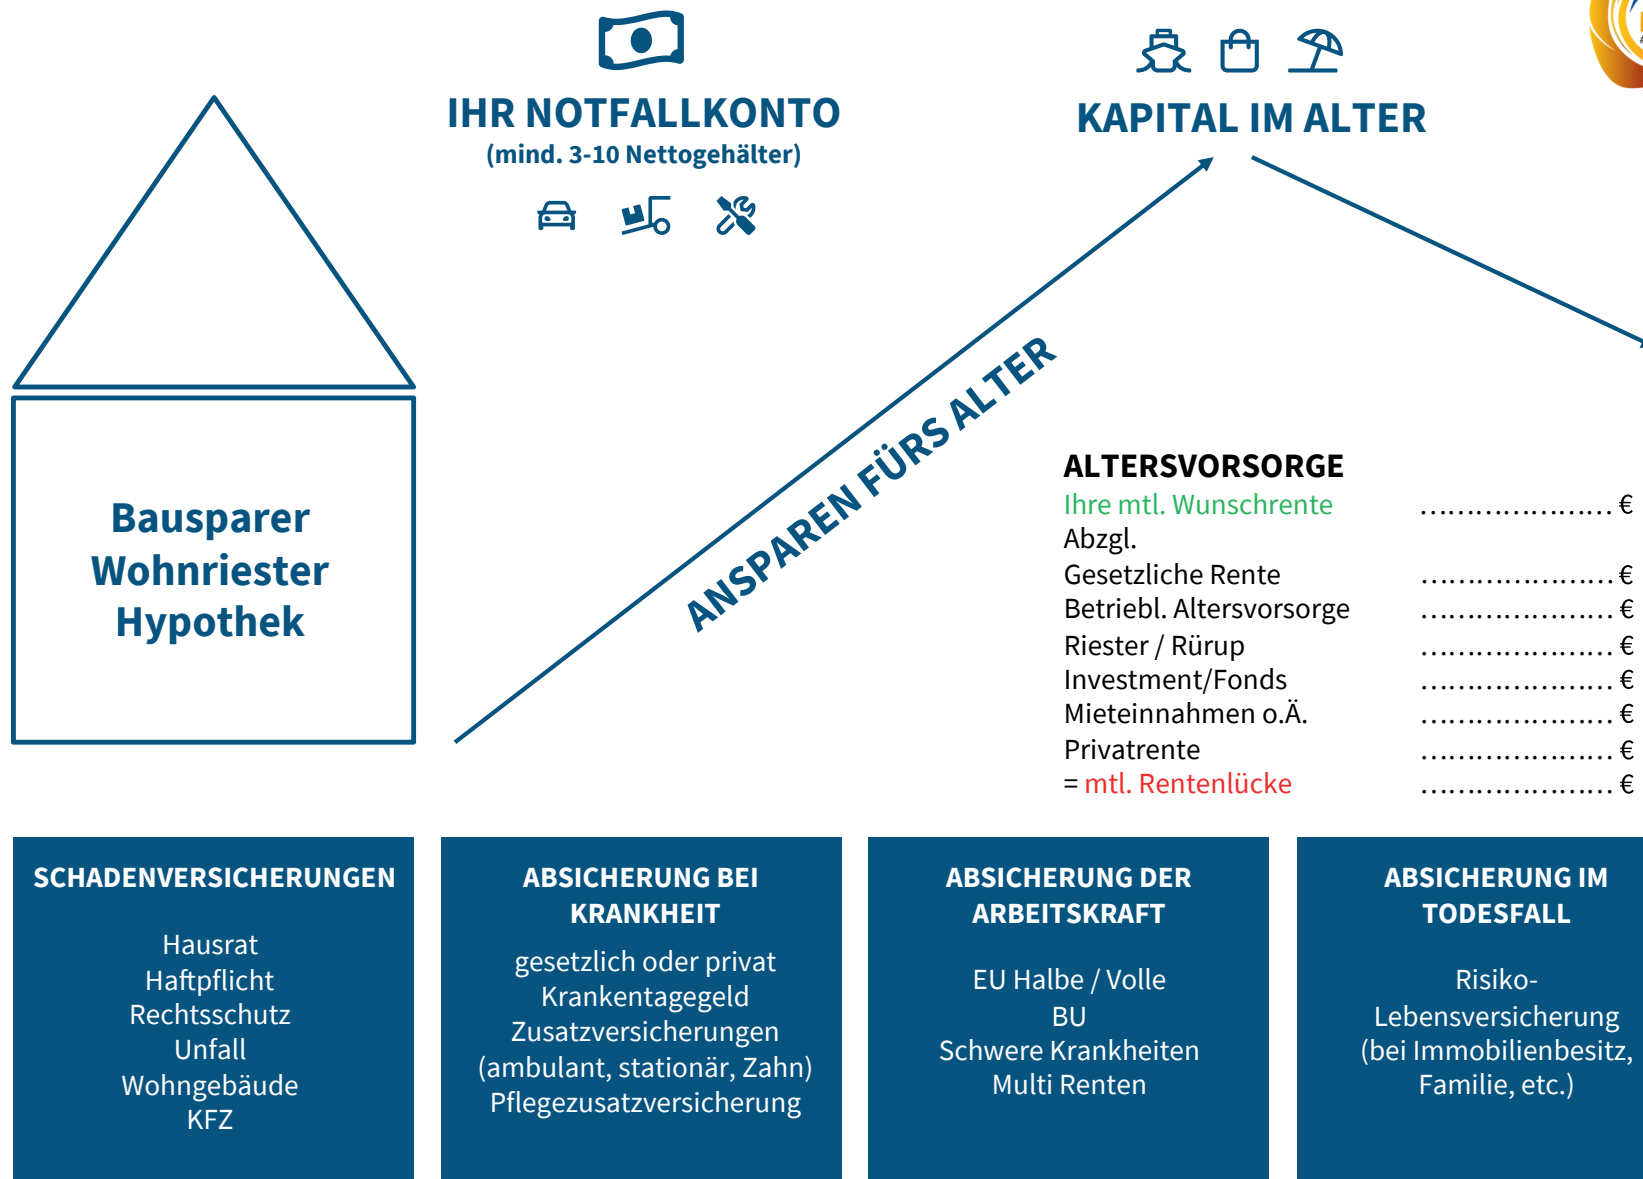 IHR NOTFALLKONTO
(mind. 3-10 Nettogehälter)
KAPITAL IM ALTER
Bausparer
Wohnriester
Hypothek
ANSPAREN FÜRS ALTER
ALTERSVORSORGE
Ihre mtl. Wunschrente ..................... €
Abzgl.
Gesetzliche Rente ..................... €
Betriebl. Altersvorsorge ..................... €
Riester / Rürup ..................... €
Investment/Fonds ..................... €
Mieteinnahmen o.Ä. ..................... €
Privatrente ..................... €
= mtl. Rentenlücke ..................... €
SCHADENVERSICHERUNGEN
Hausrat
Haftpflicht
Rechtsschutz
Unfall
Wohngebäude
KFZ
ABSICHERUNG BEI
KRANKHEIT
gesetzlich oder privat
Krankentagegeld
Zusatzversicherungen
(ambulant, stationär, Zahn)
Pflegezusatzversicherung
ABSICHERUNG DER
ARBEITSKRAFT
EU Halbe / Volle
BU
Schwere Krankheiten
Multi Renten
ABSICHERUNG IM
TODESFALL
Risiko-
Lebensversicherung
(bei Immobilienbesitz,
Familie, etc.)